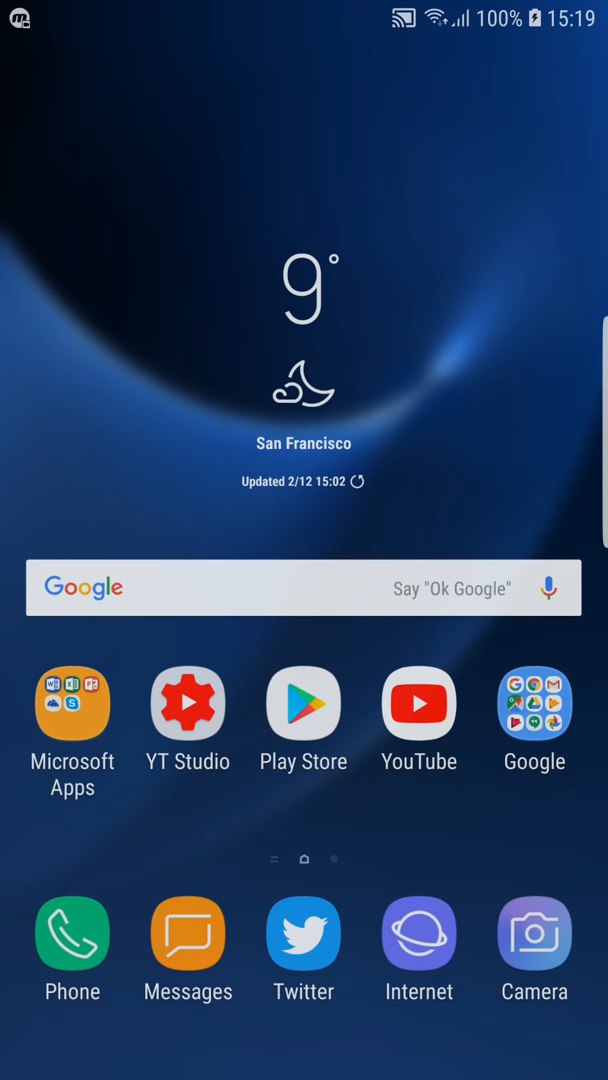 100% 15:19
9°
San Francisco
Updated 2/12 15:02
Google Say "Ok Google"
Microsoft Apps YT Studio Play Store YouTube Google
Phone Messages Twitter Internet Camera